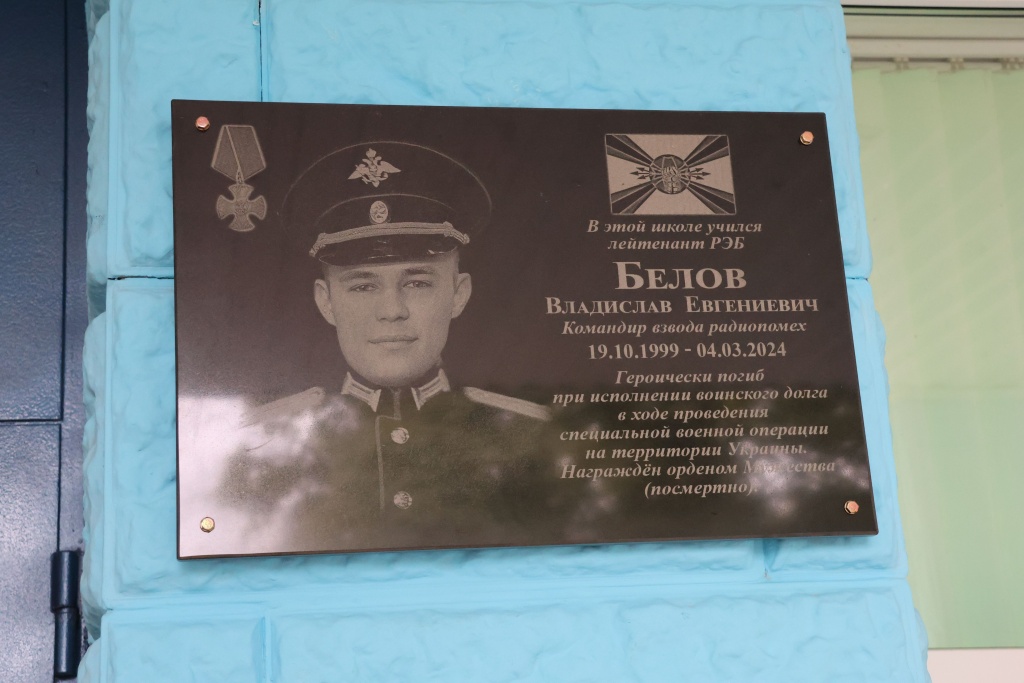 В этой школе учился
лейтенант РЭБ
БЕЛОВ
ВЛАДИСЛАВ ЕВГЕНИЕВИЧ
Командир взвода радиопомех
19.10.1999 - 04.03.2024
Героически погиб
при исполнении воинского долга
в ходе проведения
специальной военной операции
на территории Украины.
Награждён орденом Мужества
(посмертно).